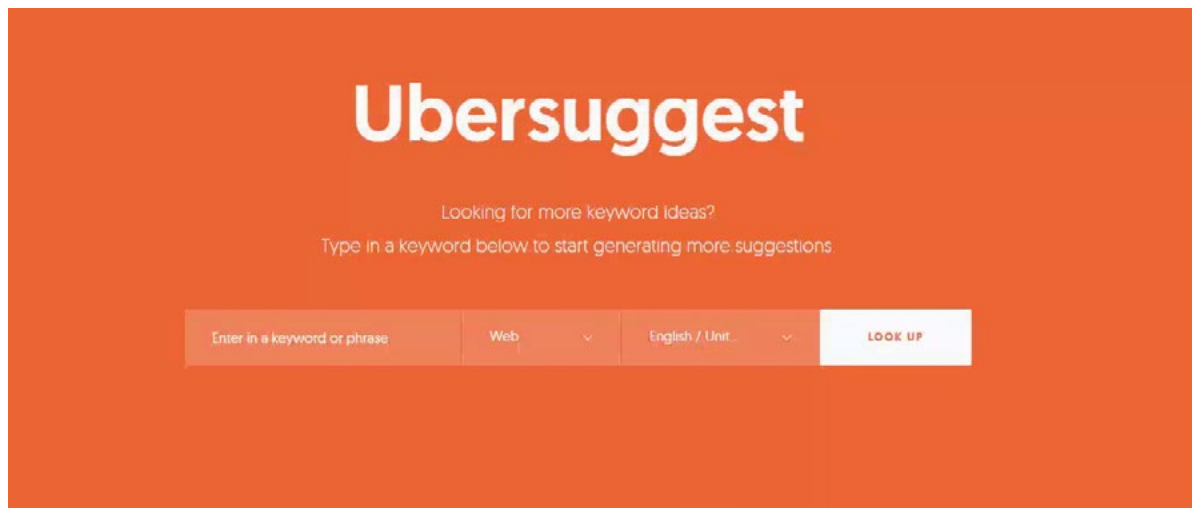 Ubersuggest
Looking for more keyword ideas?
Type in a keyword below to start generating more suggestions.
Enter in a keyword or phrase
Web
English / Unit...
LOOK UP